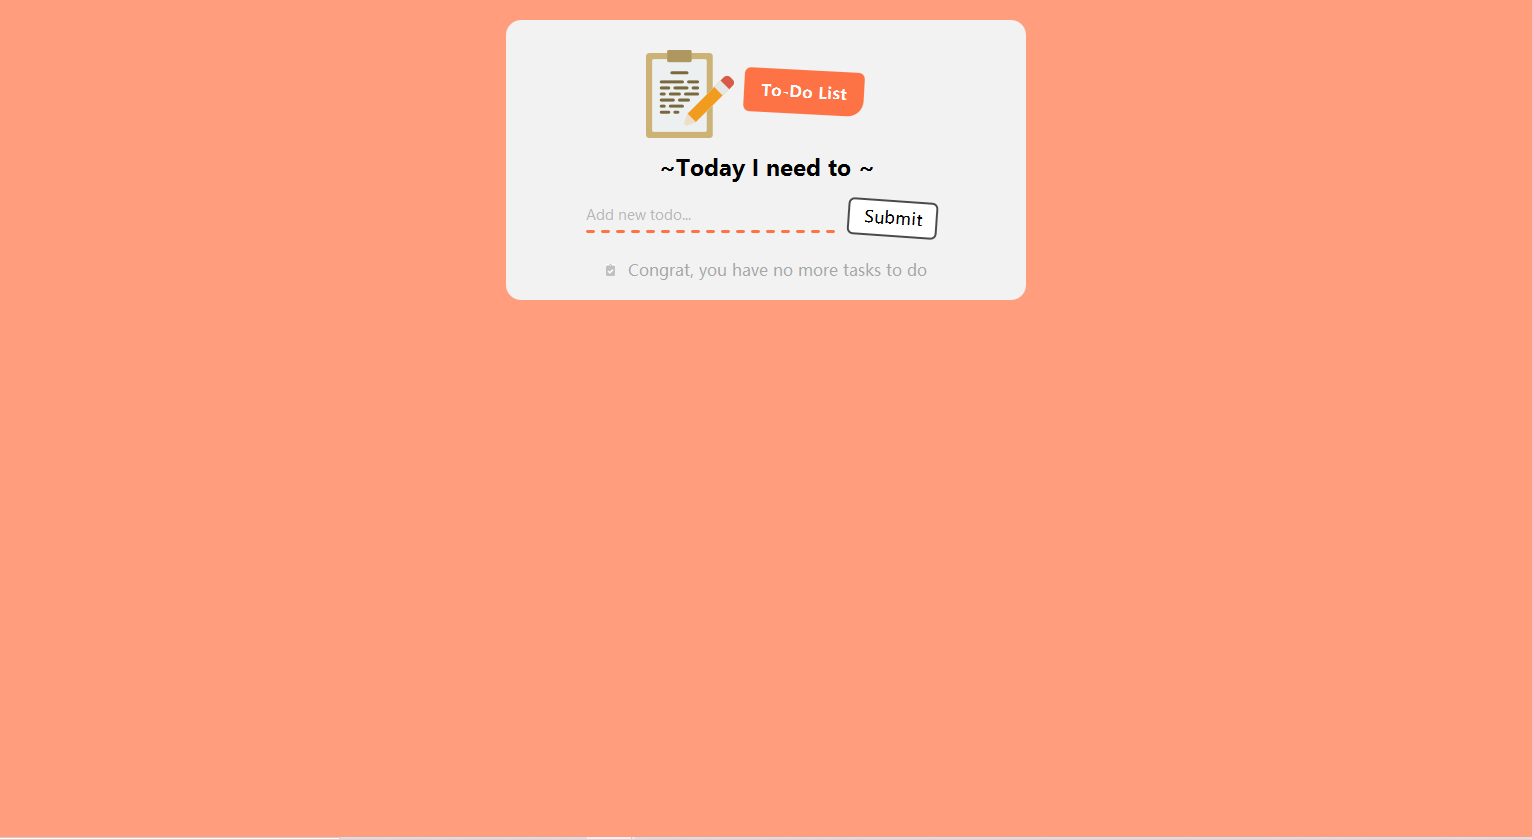 To-Do List
~Today I need to ~
Add new todo...
Submit
Congrat, you have no more tasks to do